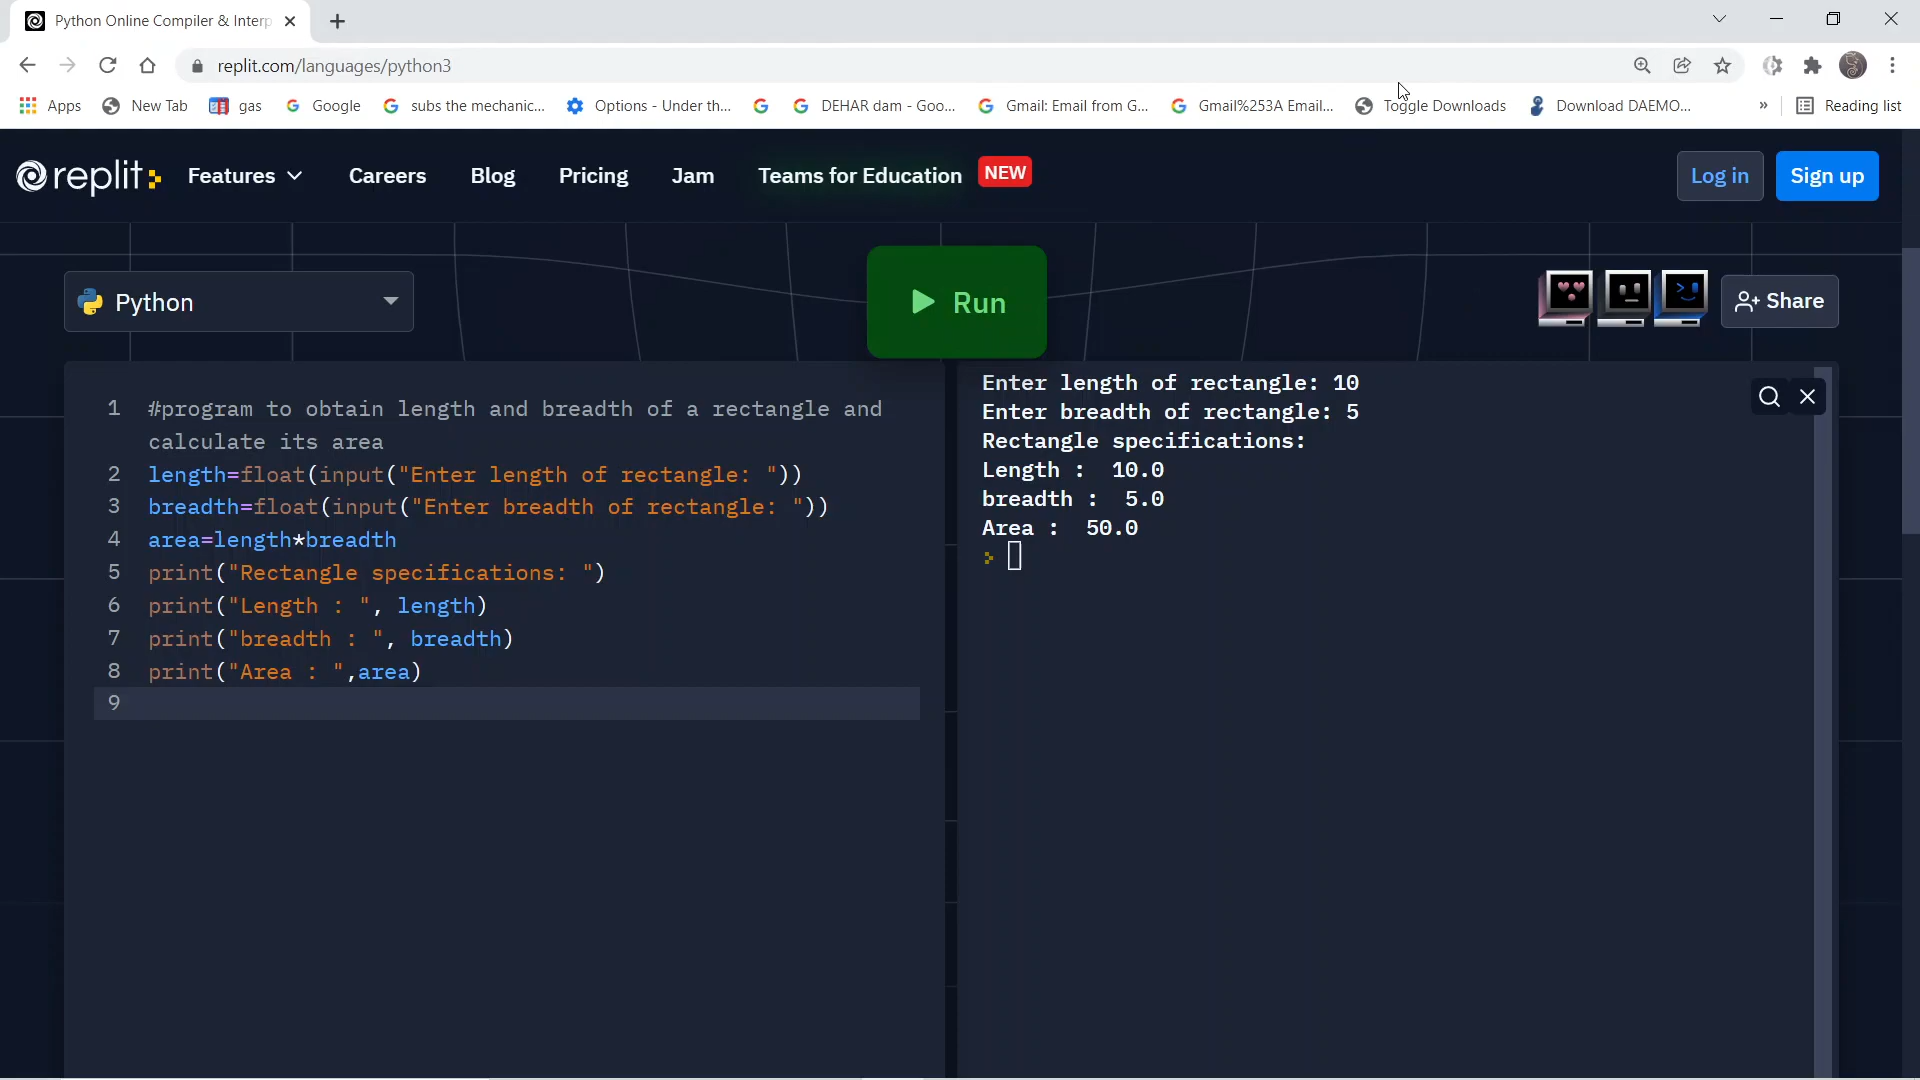 Python Online Compiler & Interp
replit.com/languages/python3
Apps New Tab gas Google subs the mechanic... Options - Under th... DEHAR dam - Goo... Gmail: Email from G... Gmail%253A Email... Toggle Downloads Download DAEMO... » Reading list
replit Features Careers Blog Pricing Jam Teams for Education NEW Log in Sign up
Python Run Share
1 #program to obtain length and breadth of a rectangle and
calculate its area
2 length=float(input("Enter length of rectangle: "))
3 breadth=float(input("Enter breadth of rectangle: "))
4 area=length*breadth
5 print("Rectangle specifications: ")
6 print("Length : ", length)
7 print("breadth : ", breadth)
8 print("Area : ",area)
9
Enter length of rectangle: 10
Enter breadth of rectangle: 5
Rectangle specifications:
Length :  10.0
breadth :  5.0
Area :  50.0